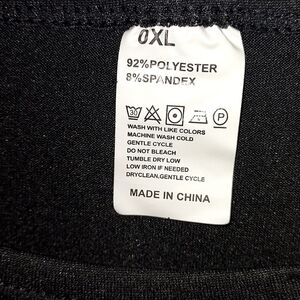 0XL
92%POLYESTER
8%SPANDEX
30 P
WASH WITH LIKE COLORS
MACHINE WASH COLD
GENTLE CYCLE
DO NOT BLEACH
TUMBLE DRY LOW
LOW IRON IF NEEDED
DRYCLEAN,GENTLE CYCLE
MADE IN CHINA